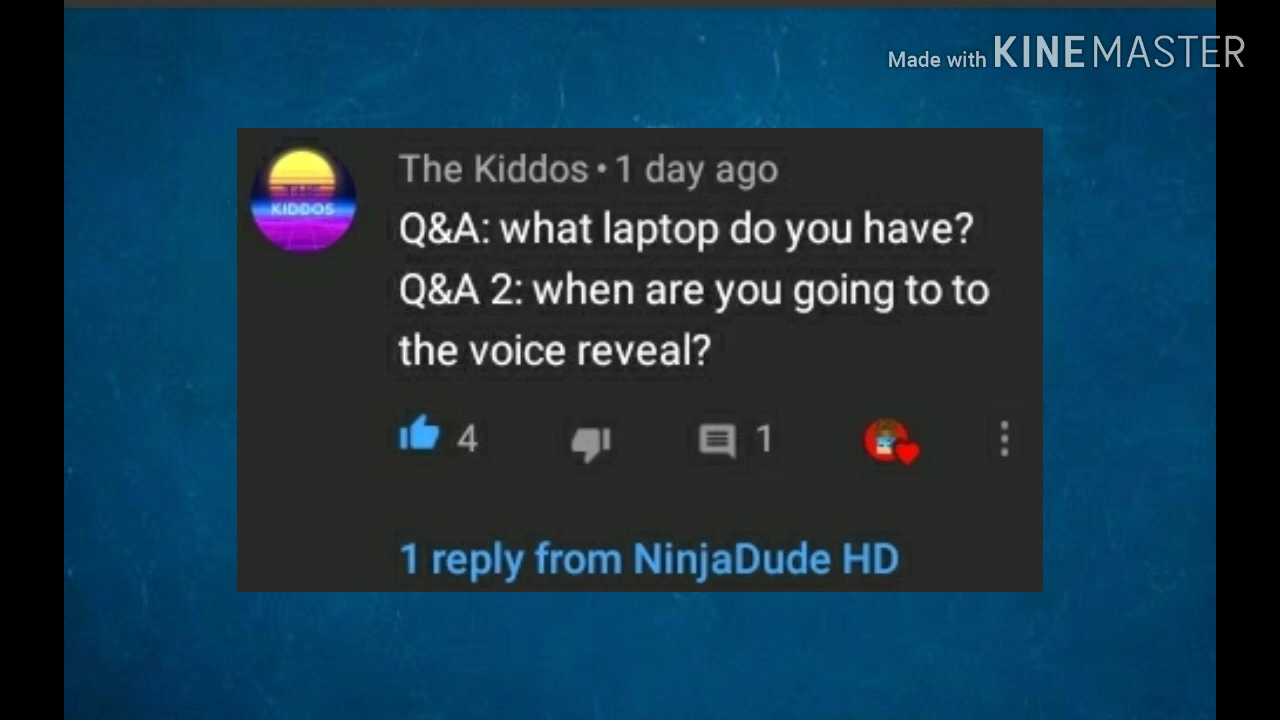 Made with KINEMASTER
The Kiddos • 1 day ago
THE
KIDDOS
Q&A: what laptop do you have?
Q&A 2: when are you going to to
the voice reveal?
4
1
1 reply from NinjaDude HD